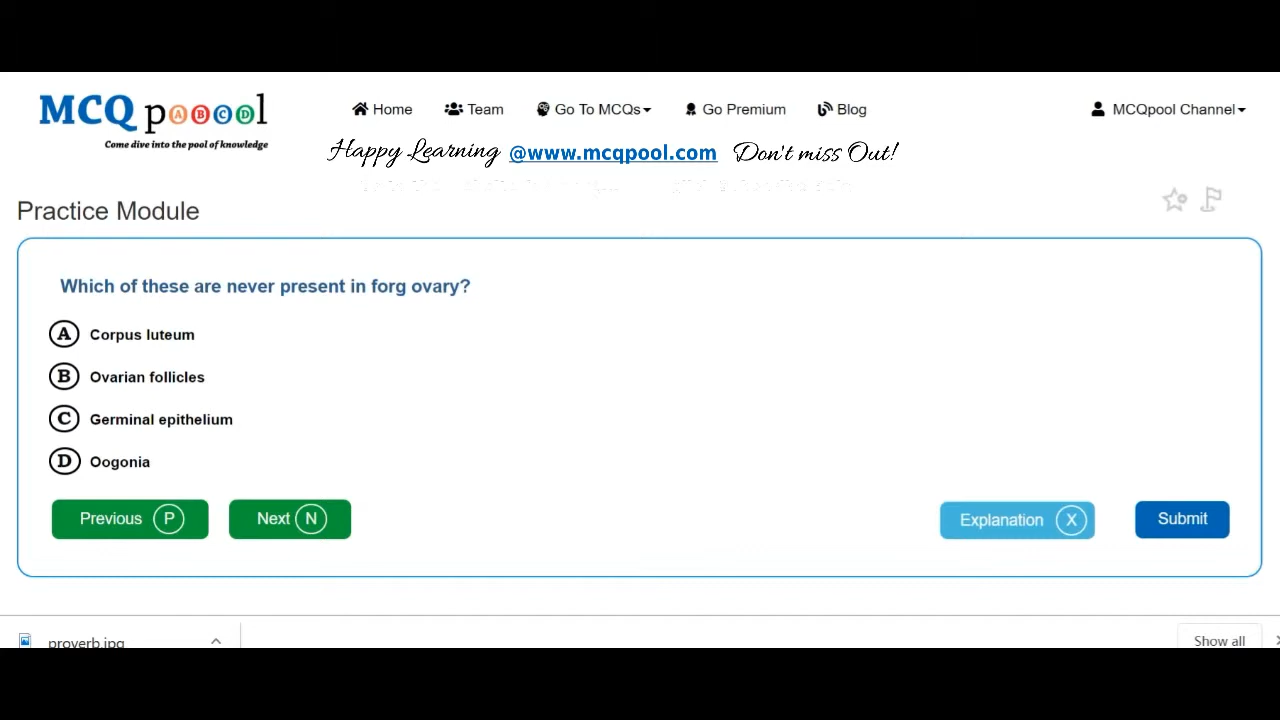 MCQ poool
Come dive into the pool of knowledge
Home Team Go To MCQs Go Premium Blog MCQpool Channel
Happy Learning @www.mcqpool.com Don't miss Out!
Practice Module
Which of these are never present in forg ovary?
A Corpus luteum
B Ovarian follicles
C Germinal epithelium
D Oogonia
Previous P Next N Explanation X Submit
proverb.jpg Show all